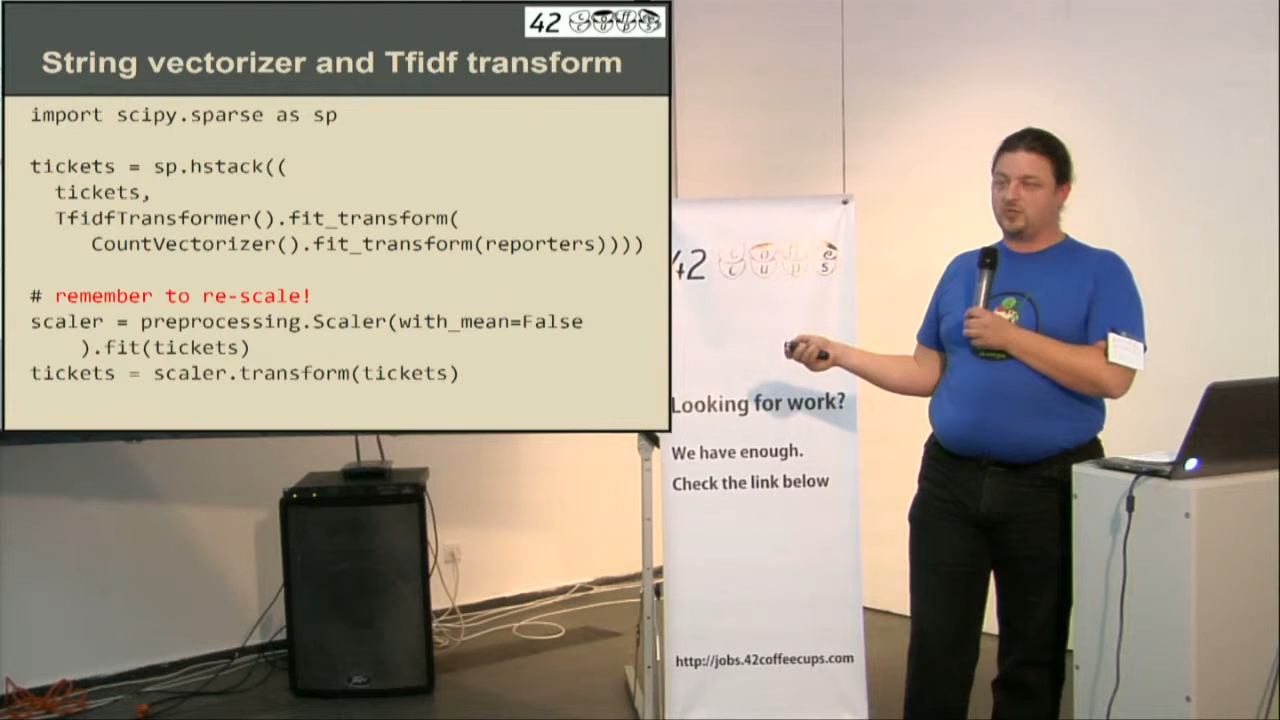 42 c u p s
String vectorizer and Tfidf transform
import scipy.sparse as sp
tickets = sp.hstack((
tickets,
TfidfTransformer().fit_transform(
CountVectorizer().fit_transform(reporters))))
# remember to re-scale!
scaler = preprocessing.Scaler(with_mean=False
).fit(tickets)
tickets = scaler.transform(tickets)
42 c u p s
Looking for work?
We have enough.
Check the link below
http://jobs.42coffeecups.com